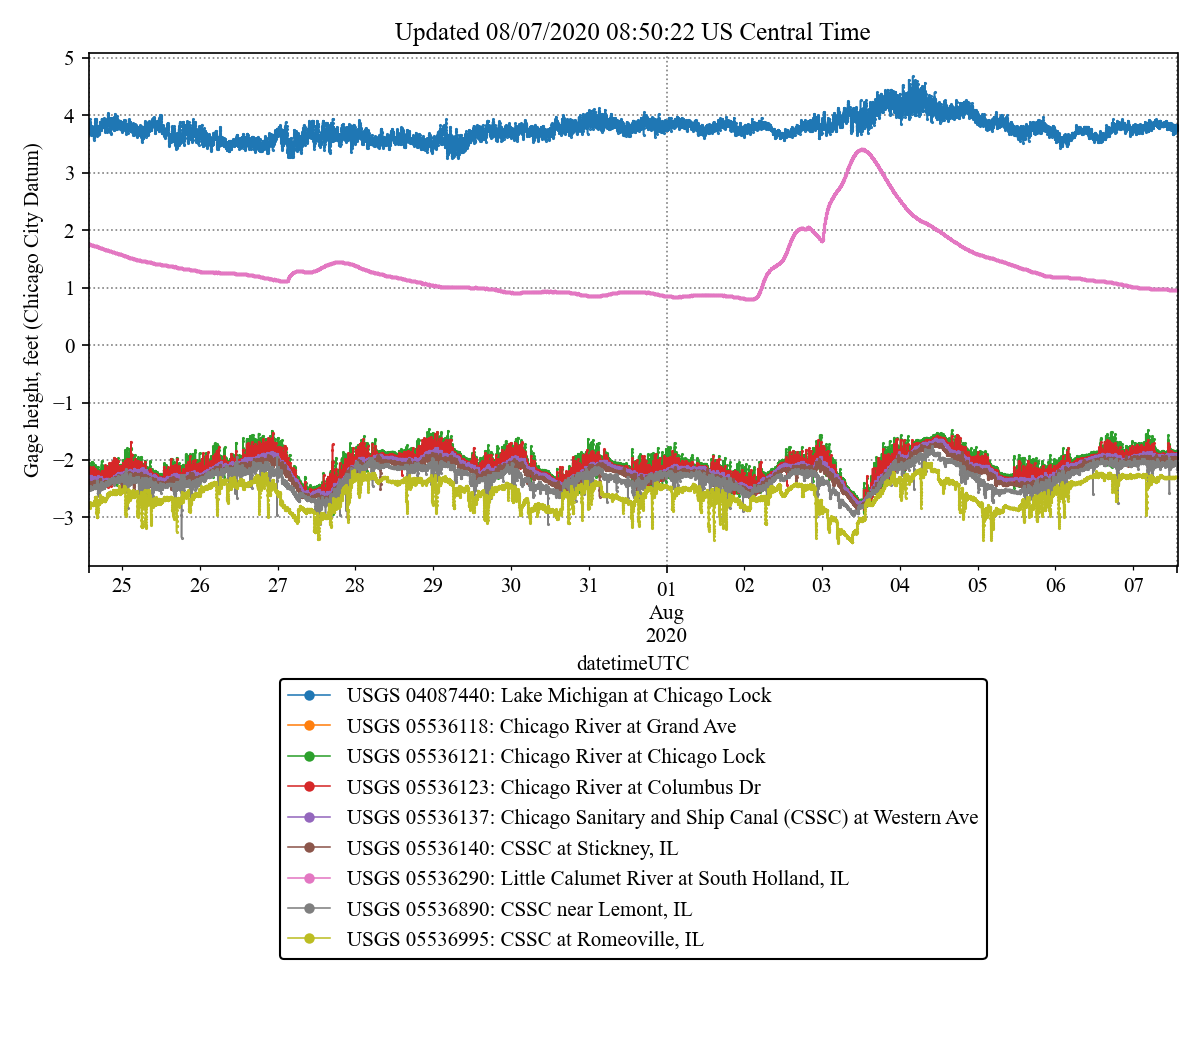 Updated 08/07/2020 08:50:22 US Central Time
Gage height, feet (Chicago City Datum)
5
4
3
2
1
0
−1
−2
−3
25 26 27 28 29 30 31 01 02 03 04 05 06 07
Aug
2020
datetimeUTC
USGS 04087440: Lake Michigan at Chicago Lock
USGS 05536118: Chicago River at Grand Ave
USGS 05536121: Chicago River at Chicago Lock
USGS 05536123: Chicago River at Columbus Dr
USGS 05536137: Chicago Sanitary and Ship Canal (CSSC) at Western Ave
USGS 05536140: CSSC at Stickney, IL
USGS 05536290: Little Calumet River at South Holland, IL
USGS 05536890: CSSC near Lemont, IL
USGS 05536995: CSSC at Romeoville, IL